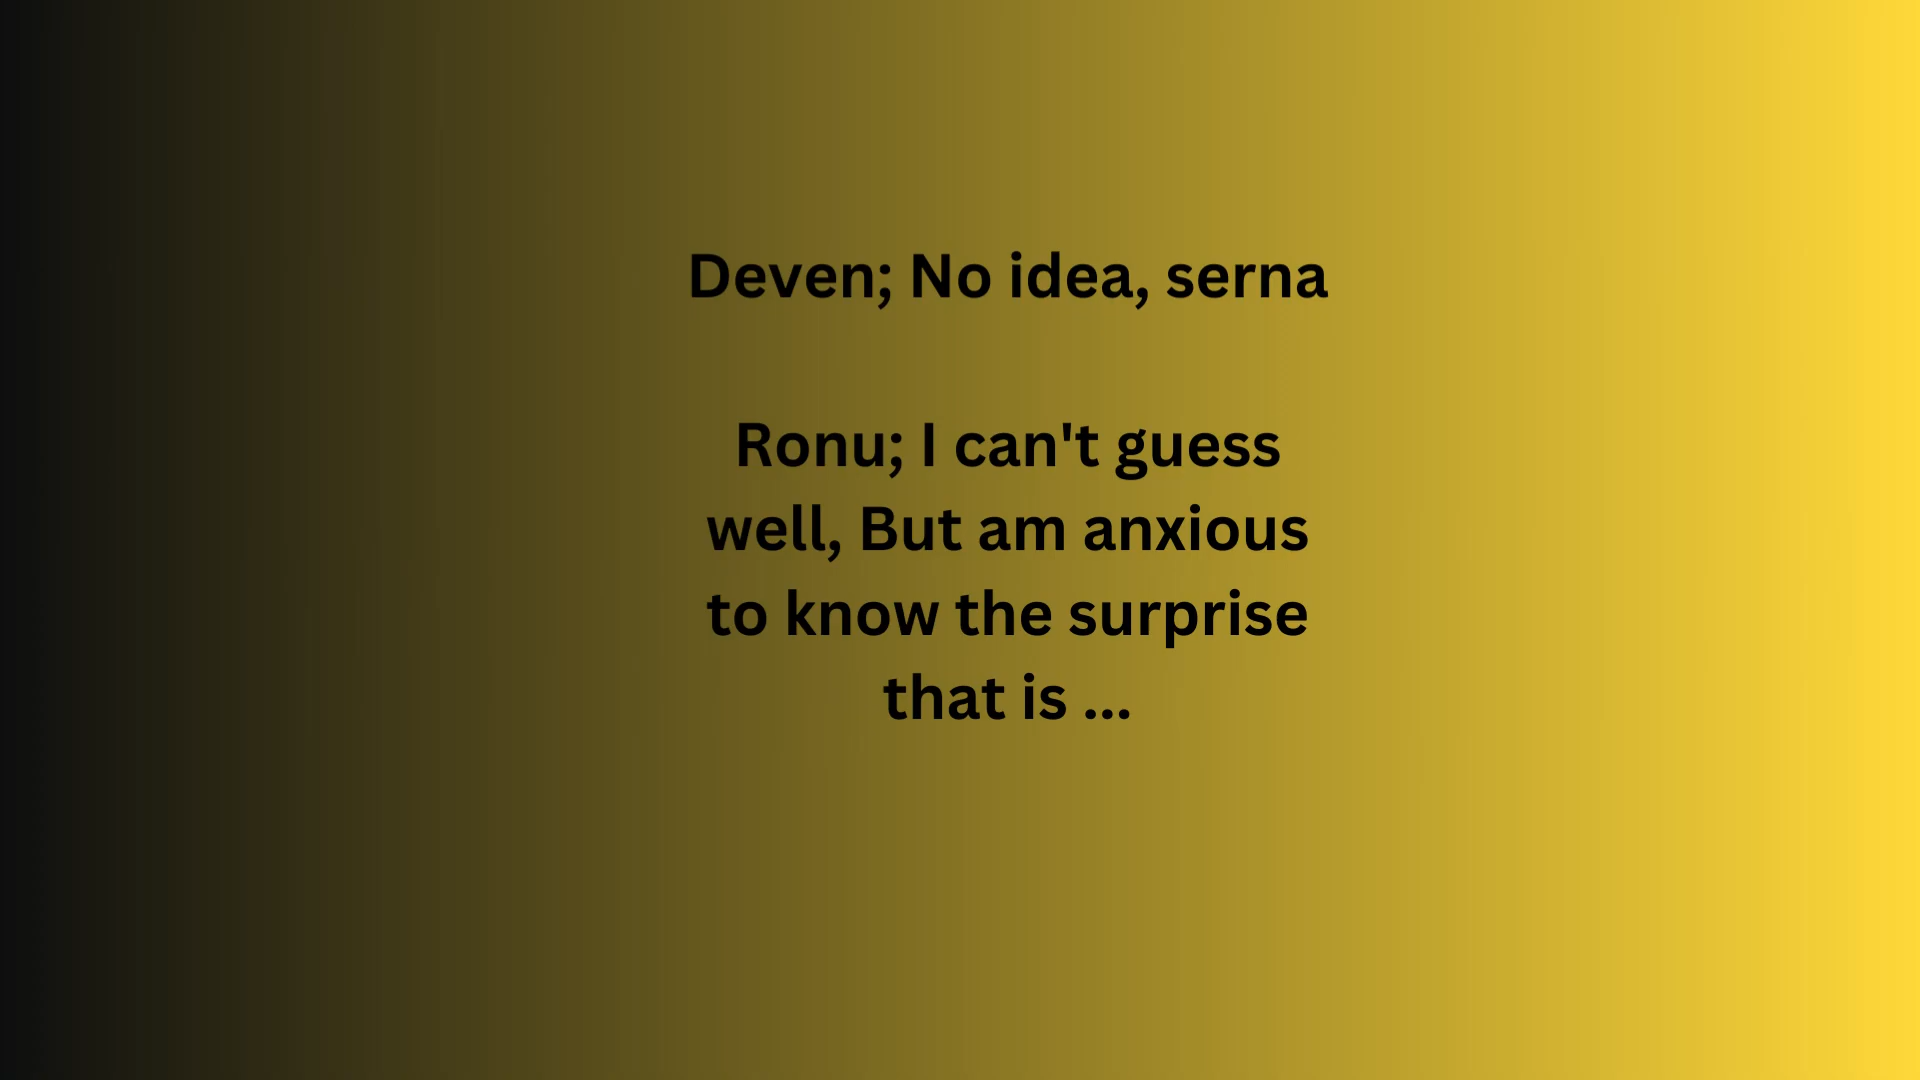 Deven; No idea, serna
Ronu; I can't guess
well, But am anxious
to know the surprise
that is ...